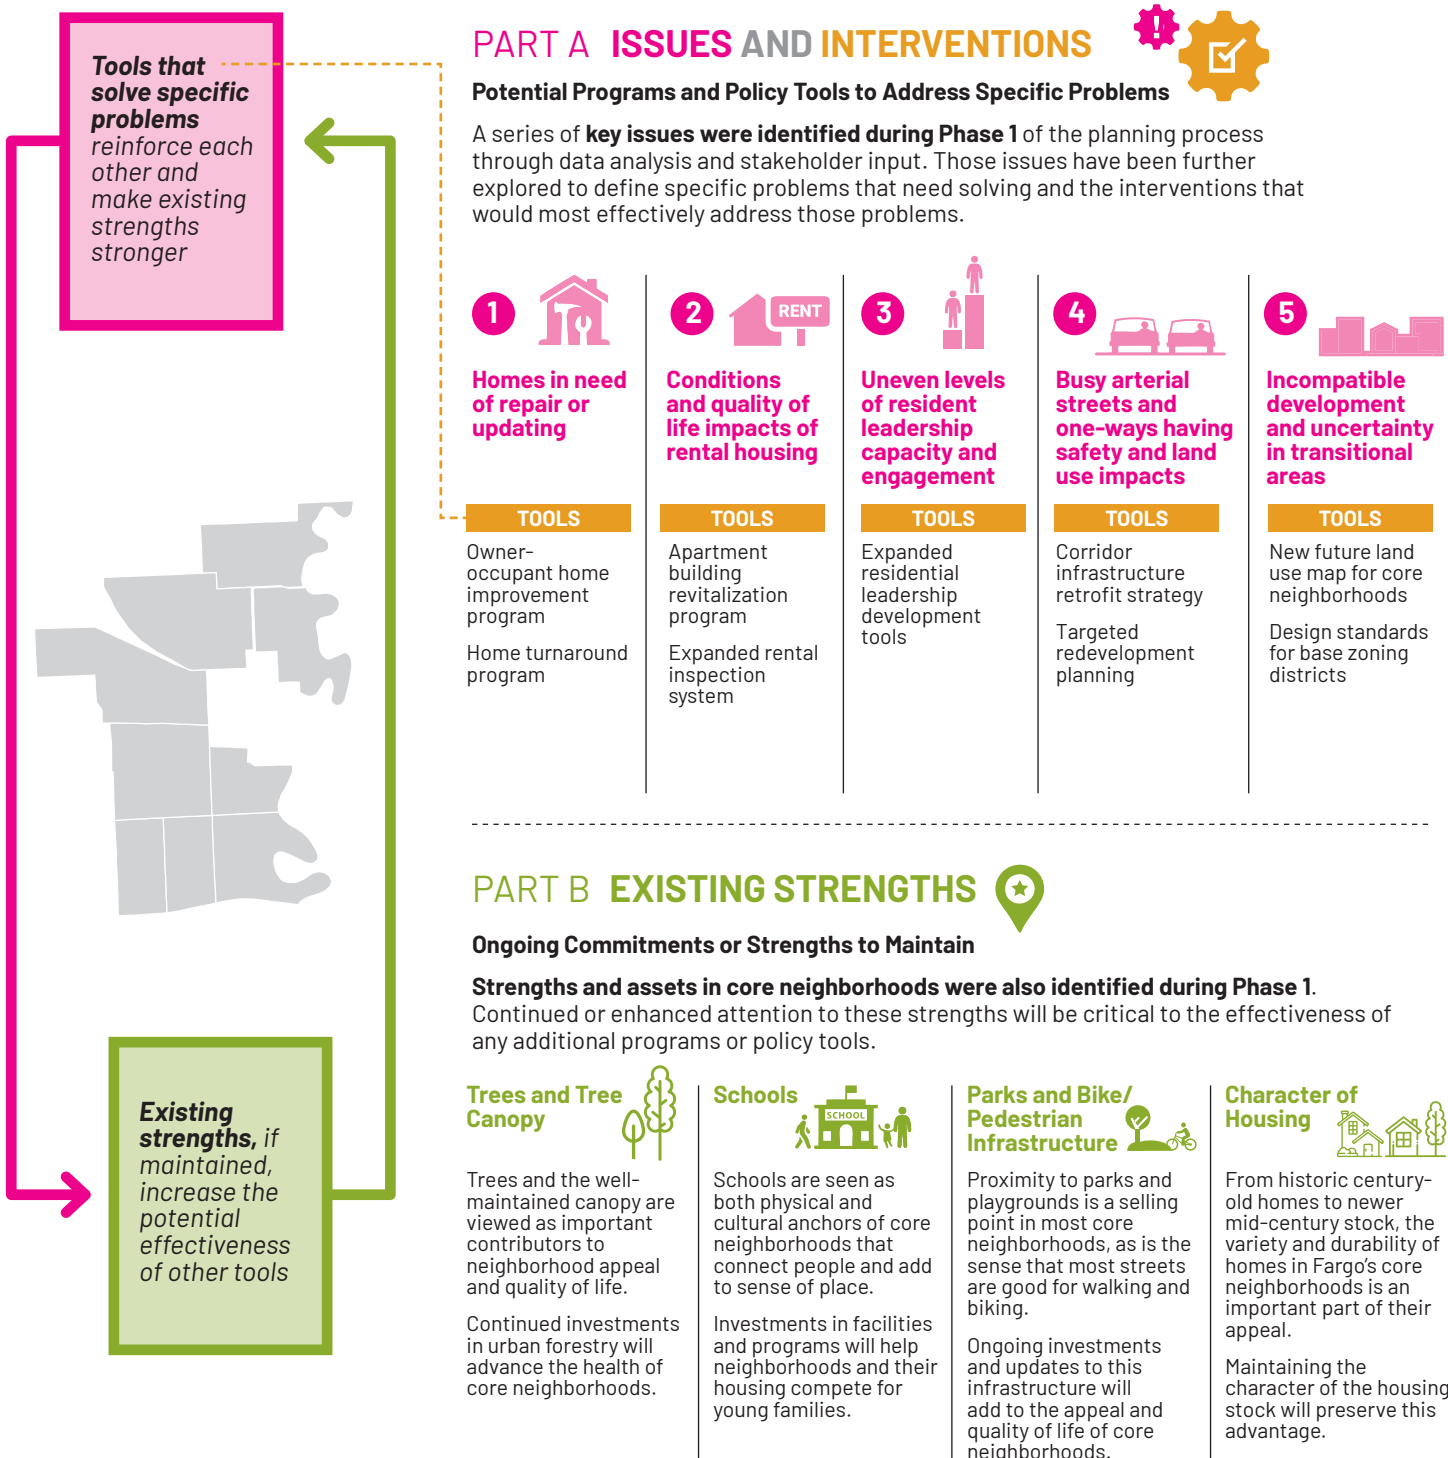 Tools that
solve specific
problems
reinforce each
other and
make existing
strengths
stronger
PART A ISSUES AND INTERVENTIONS
Potential Programs and Policy Tools to Address Specific Problems
A series of key issues were identified during Phase 1 of the planning process
through data analysis and stakeholder input. Those issues have been further
explored to define specific problems that need solving and the interventions that
would most effectively address those problems.
1
Homes in need
of repair or
updating
TOOLS
Owner-
occupant home
improvement
program
Home turnaround
program
2
RENT
Conditions
and quality of
life impacts of
rental housing
TOOLS
Apartment
building
revitalization
program
Expanded rental
inspection
system
3
Uneven levels
of resident
leadership
capacity and
engagement
TOOLS
Expanded
residential
leadership
development
tools
4
Busy arterial
streets and
one-ways having
safety and land
use impacts
TOOLS
Corridor
infrastructure
retrofit strategy
Targeted
redevelopment
planning
5
Incompatible
development
and uncertainty
in transitional
areas
TOOLS
New future land
use map for core
neighborhoods
Design standards
for base zoning
districts
Existing
strengths, if
maintained,
increase the
potential
effectiveness
of other tools
PART B EXISTING STRENGTHS
Ongoing Commitments or Strengths to Maintain
Strengths and assets in core neighborhoods were also identified during Phase 1.
Continued or enhanced attention to these strengths will be critical to the effectiveness of
any additional programs or policy tools.
Trees and Tree
Canopy
Trees and the well-
maintained canopy are
viewed as important
contributors to
neighborhood appeal
and quality of life.
Continued investments
in urban forestry will
advance the health of
core neighborhoods.
Schools
SCHOOL
Schools are seen as
both physical and
cultural anchors of core
neighborhoods that
connect people and add
to sense of place.
Investments in facilities
and programs will help
neighborhoods and their
housing compete for
young families.
Parks and Bike/
Pedestrian
Infrastructure
Proximity to parks and
playgrounds is a selling
point in most core
neighborhoods, as is the
sense that most streets
are good for walking and
biking.
Ongoing investments
and updates to this
infrastructure will
add to the appeal and
quality of life of core
neighborhoods.
Character of
Housing
From historic century-
old homes to newer
mid-century stock, the
variety and durability of
homes in Fargo's core
neighborhoods is an
important part of their
appeal.
Maintaining the
character of the housing
stock will preserve this
advantage.